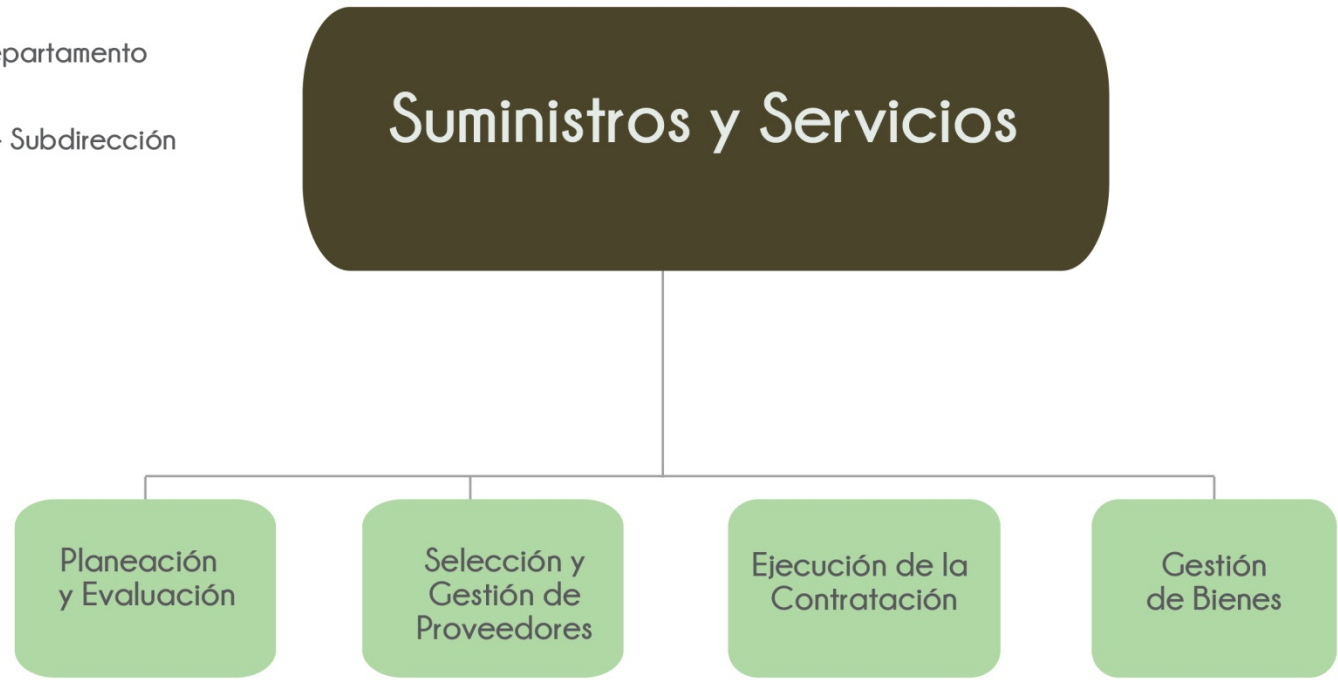 epartamento
- Subdirección
Suministros y Servicios
Planeación
y Evaluación
Selección y
Gestión de
Proveedores
Ejecución de la
Contratación
Gestión
de Bienes